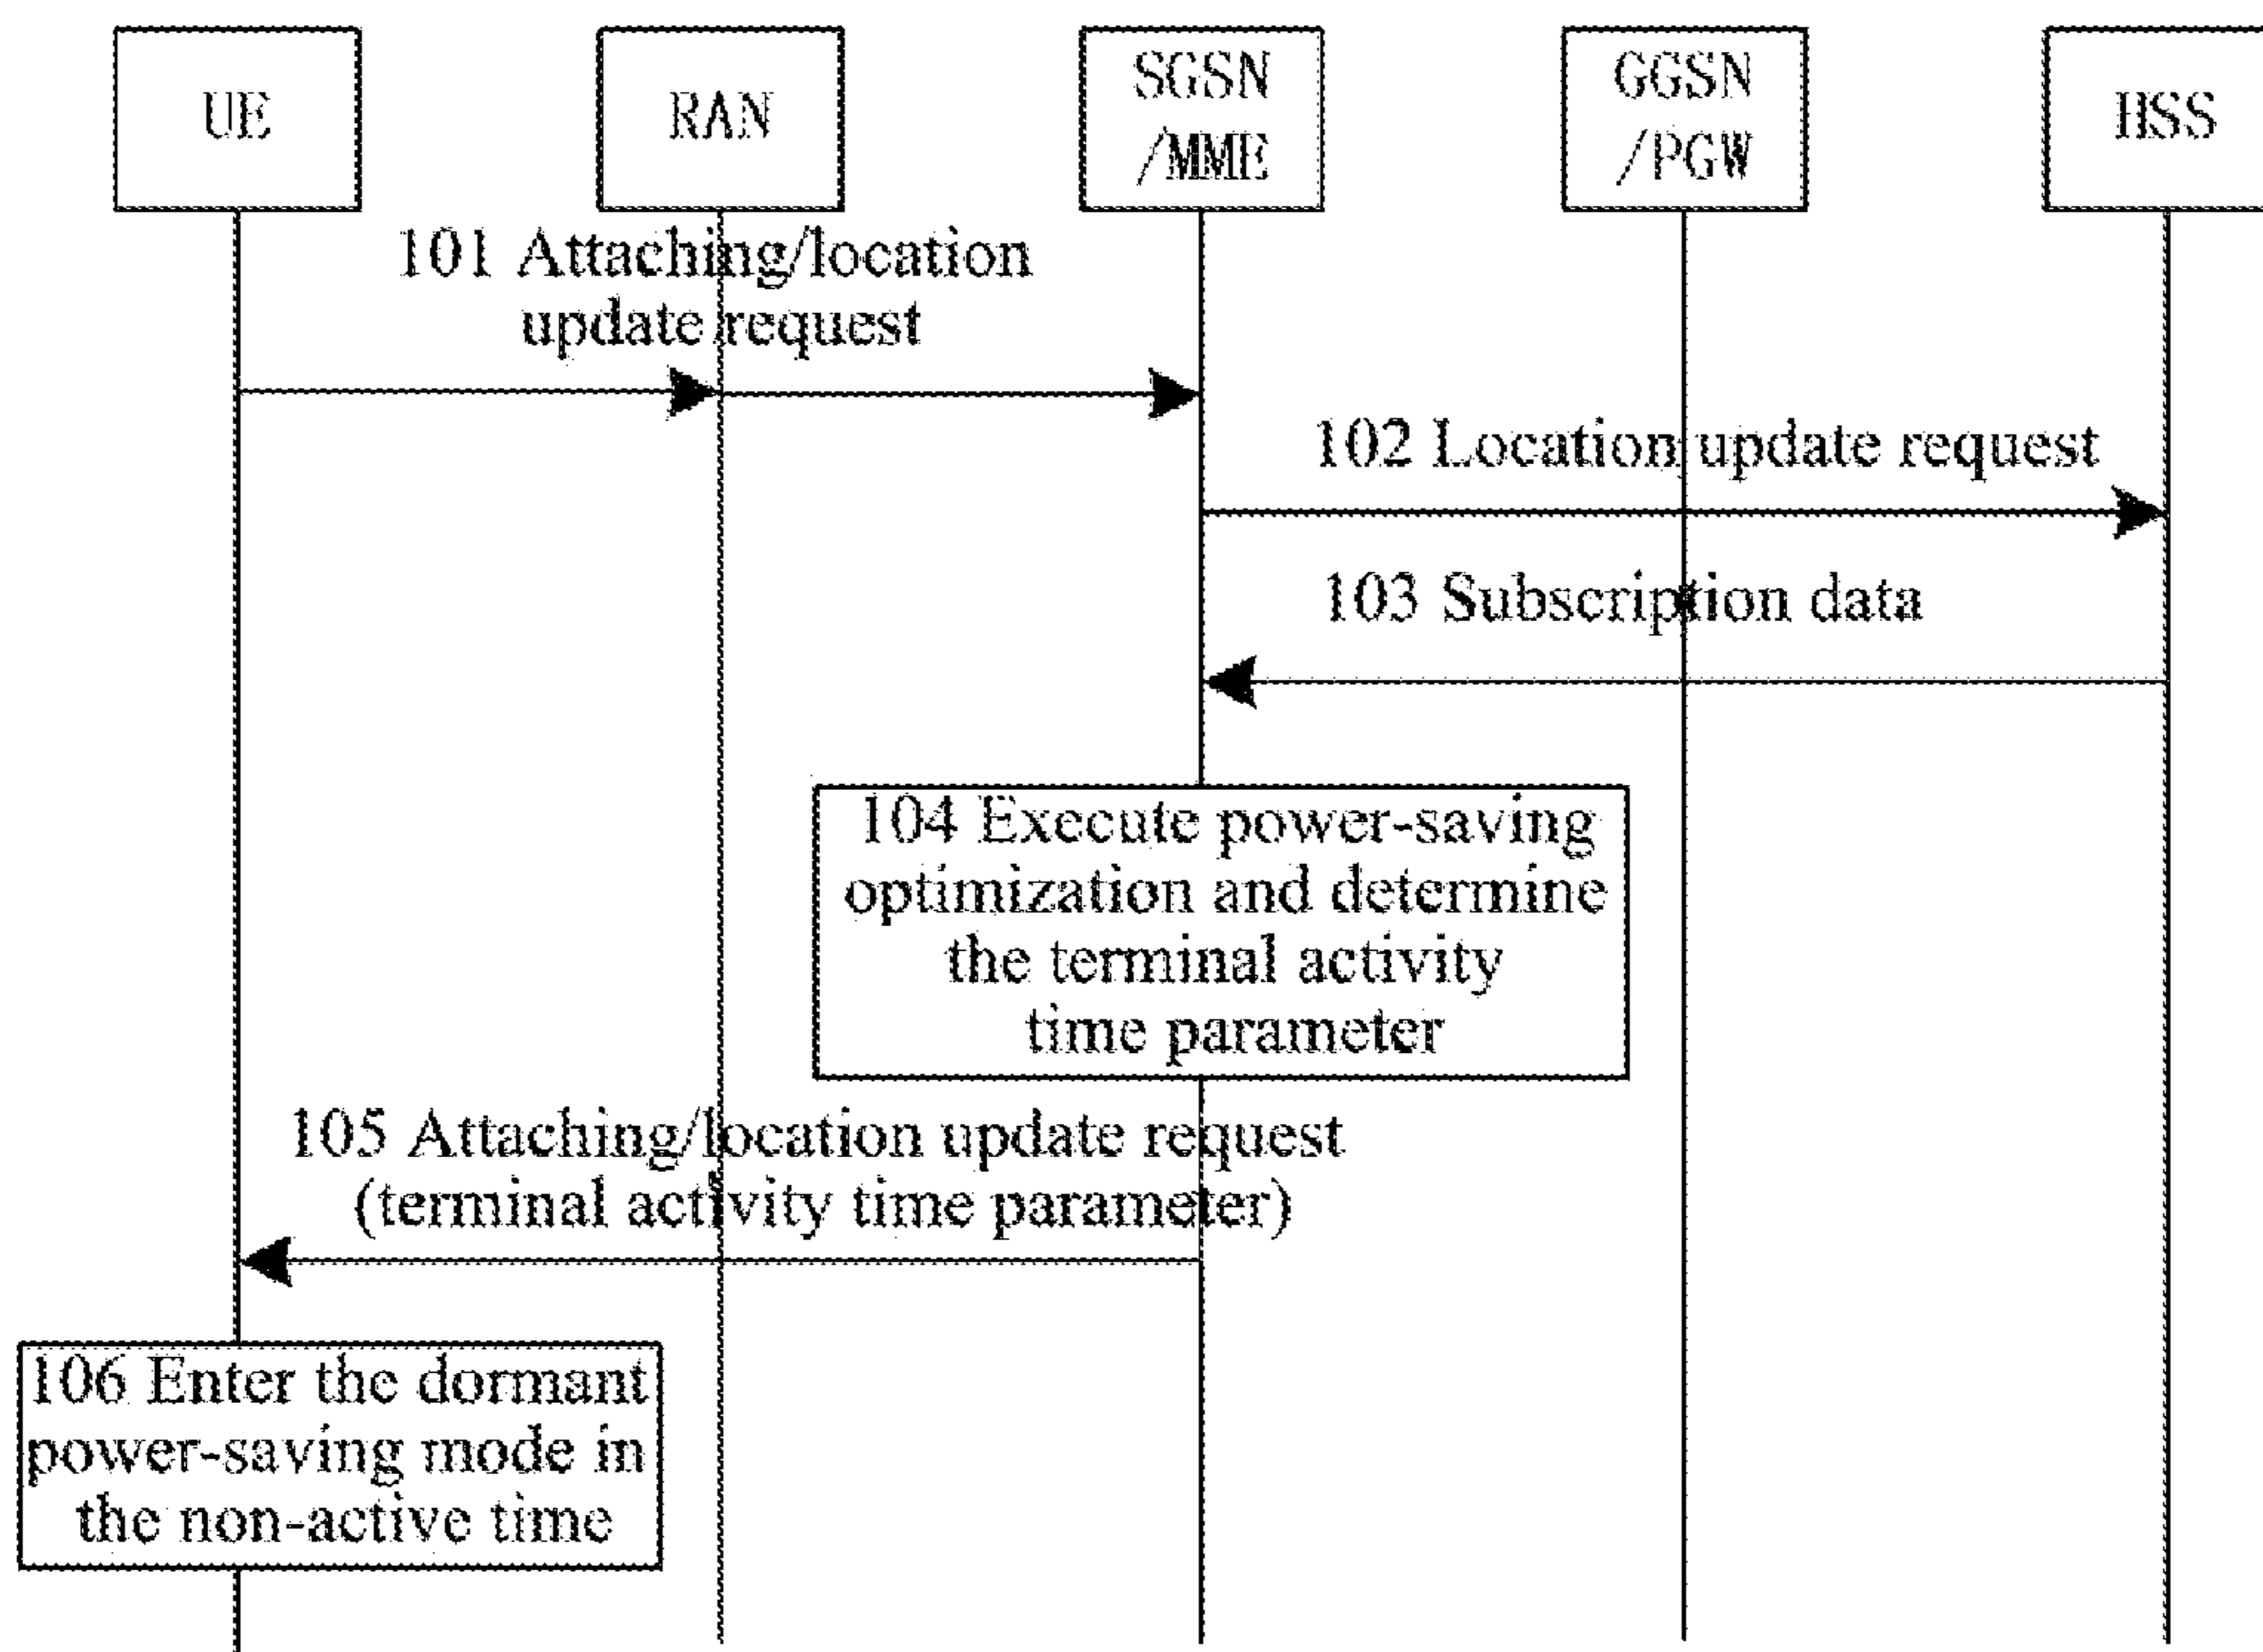 UE
RAN
SGSN
/MME
GGSN
/PGW
HSS
101 Attaching/location
update request
102 Location update request
103 Subscription data
104 Execute power-saving
optimization and determine
the terminal activity
time parameter
105 Attaching/location update request
(terminal activity time parameter)
106 Enter the dormant
power-saving mode in
the non-active time